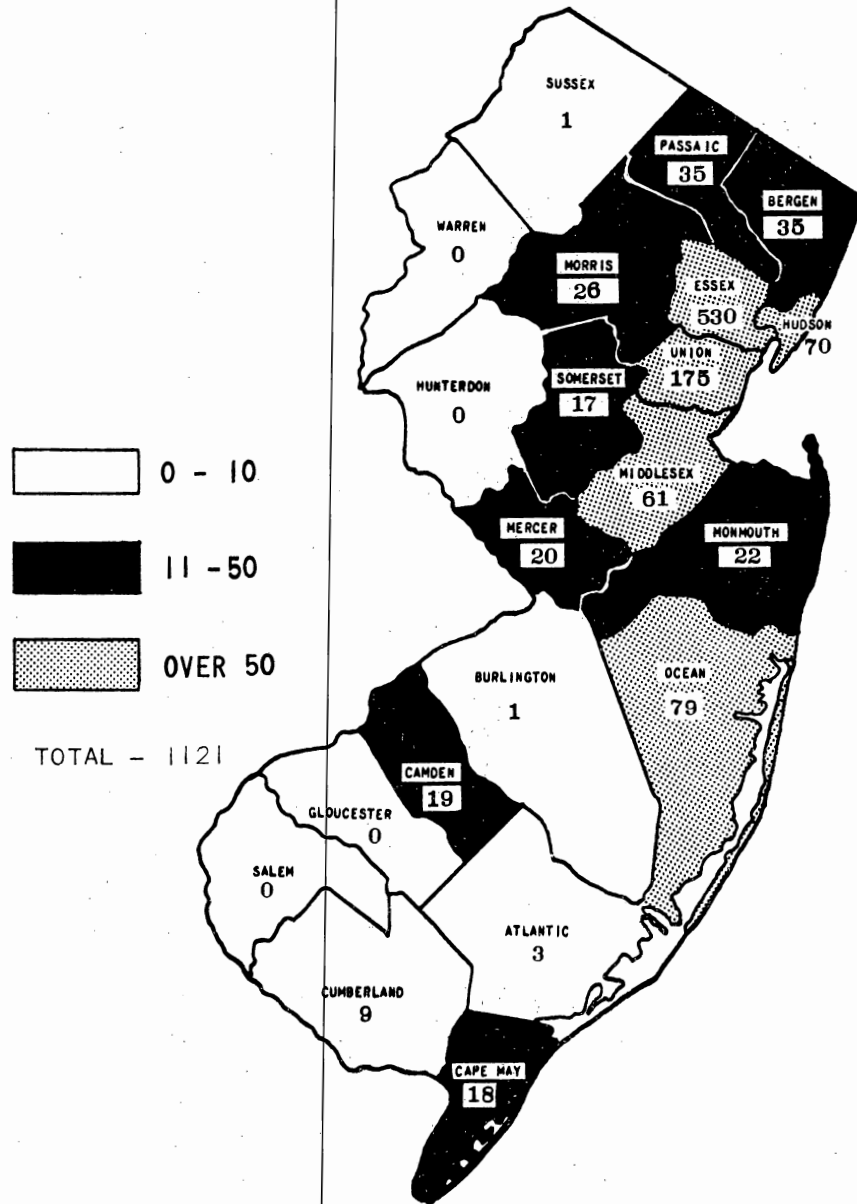 SUSSEX
1
PASSAIC
35
BERGEN
35
WARREN
0
MORRIS
26
ESSEX
530
HUDSON
70
UNION
175
HUNTERDON
0
SOMERSET
17
MIDDLESEX
61
MERCER
20
MONMOUTH
22
0 - 10
11 - 50
OVER 50
TOTAL - 1121
BURLINGTON
1
OCEAN
79
CAMDEN
19
GLOUCESTER
0
SALEM
0
ATLANTIC
3
CUMBERLAND
9
CAPE MAY
18